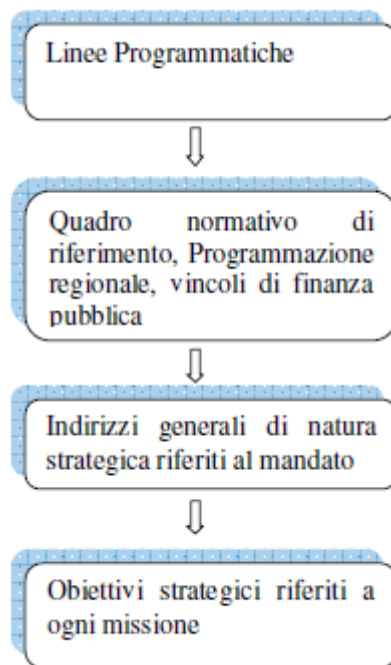 Linee Programmatiche
Quadro normativo di
riferimento, Programmazione
regionale, vincoli di finanza
pubblica
Indirizzi generali di natura
strategica riferiti al mandato
Obiettivi strategici riferiti a
ogni missione